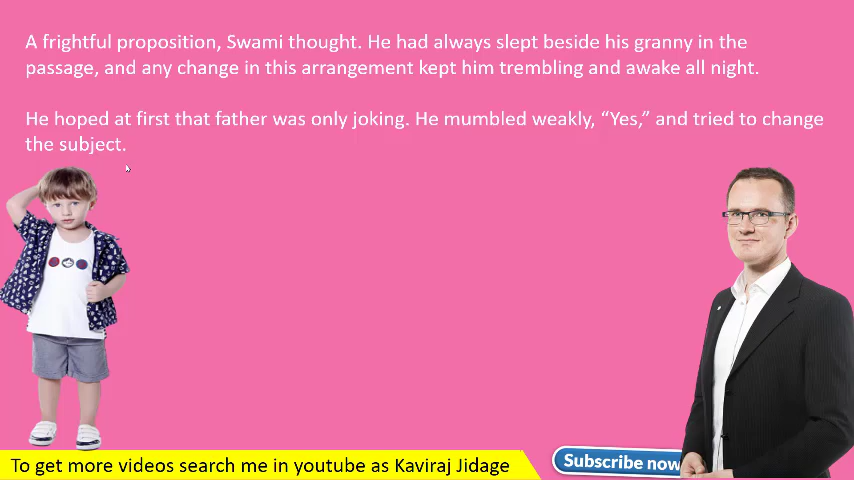 A frightful proposition, Swami thought. He had always slept beside his granny in the
passage, and any change in this arrangement kept him trembling and awake all night.
He hoped at first that father was only joking. He mumbled weakly, “Yes,” and tried to change
the subject.
To get more videos search me in youtube as Kaviraj Jidage
Subscribe now